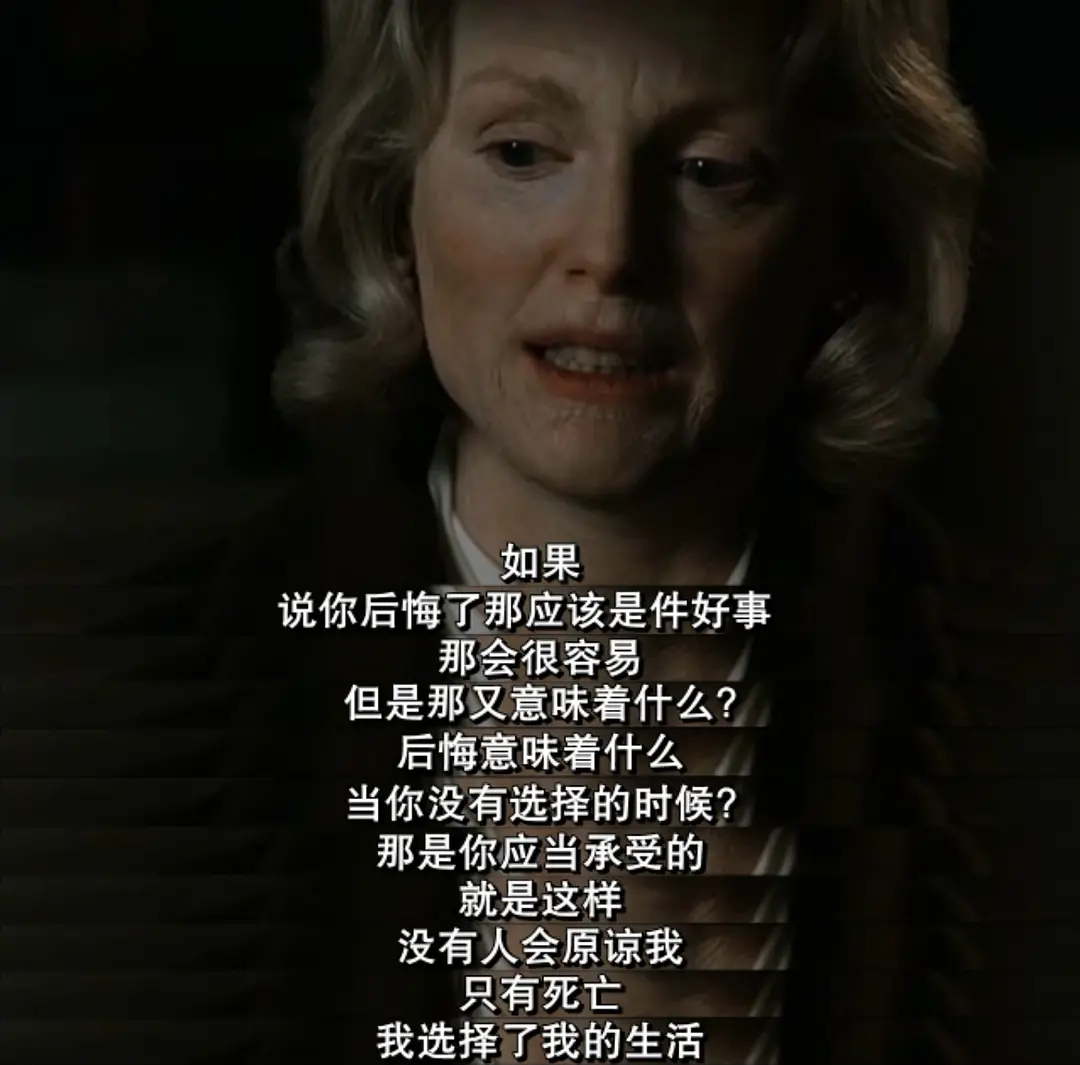 如果
说你后悔了那应该是件好事
那会很容易
但是那又意味着什么?
后悔意味着什么
当你没有选择的时候?
那是你应当承受的
就是这样
没有人会原谅我
只有死亡
我选择了我的生活